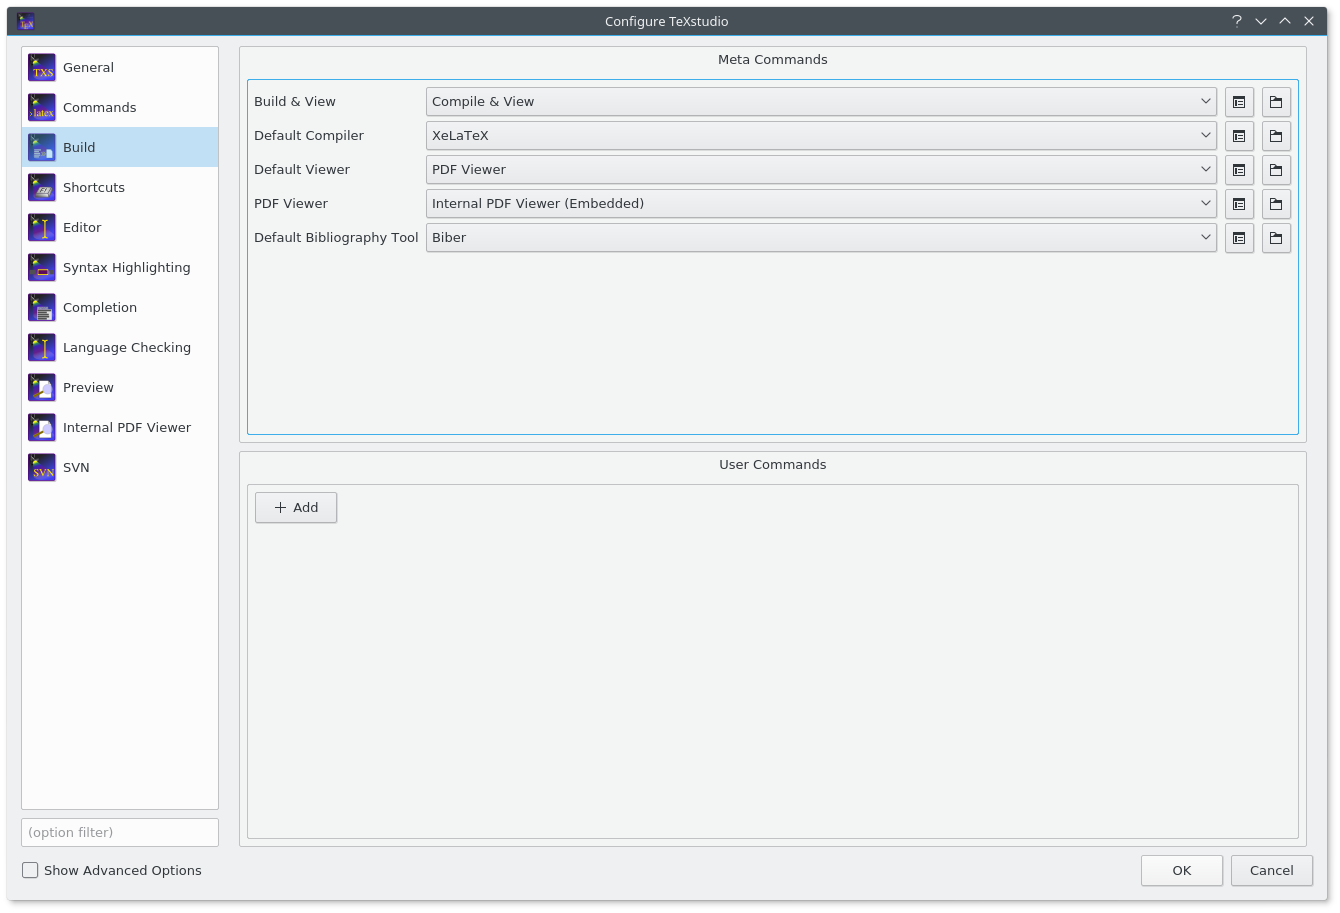 Configure TeXstudio
General
Commands
Build
Shortcuts
Editor
Syntax Highlighting
Completion
Language Checking
Preview
Internal PDF Viewer
SVN
(option filter)
Show Advanced Options
Meta Commands
Build & View Compile & View
Default Compiler XeLaTeX
Default Viewer PDF Viewer
PDF Viewer Internal PDF Viewer (Embedded)
Default Bibliography Tool Biber
User Commands
Add
OK Cancel